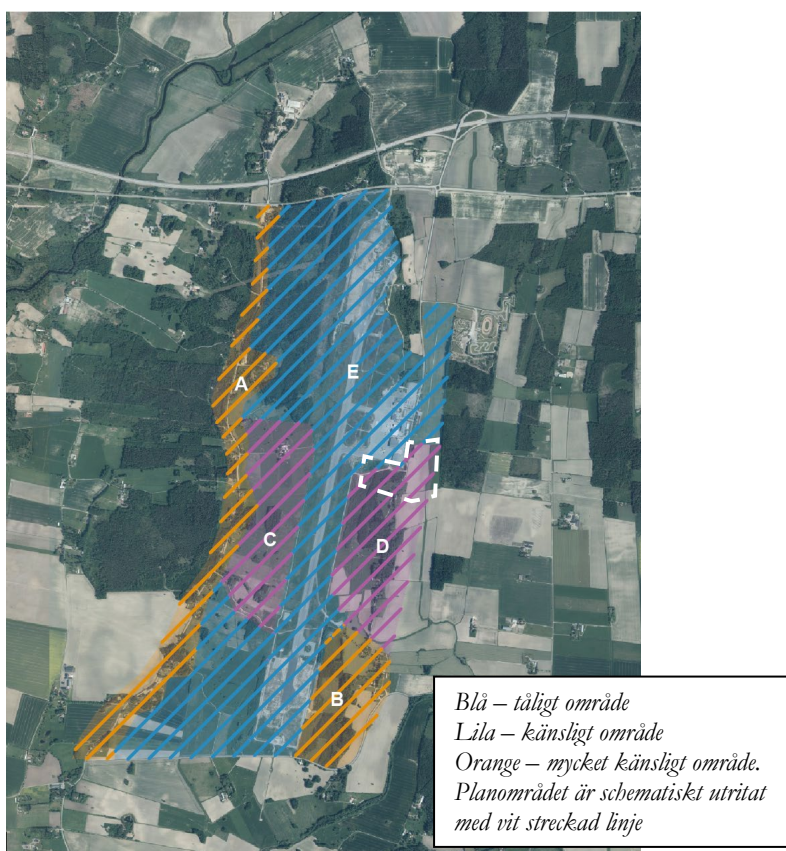 E
A
C
D
B
Blå – tåligt område
Lila – känsligt område
Orange – mycket känsligt område.
Planområdet är schematiskt utritat
med vit streckad linje